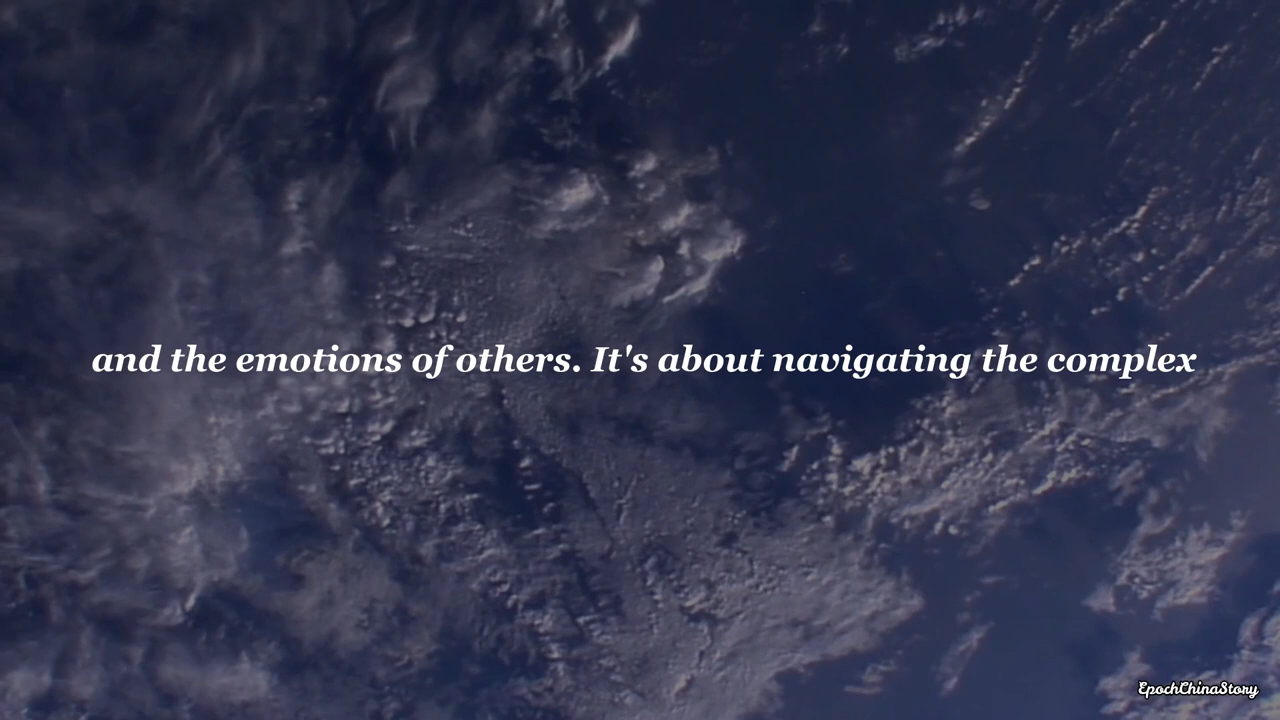 and the emotions of others. It's about navigating the complex
EpochChinaStory